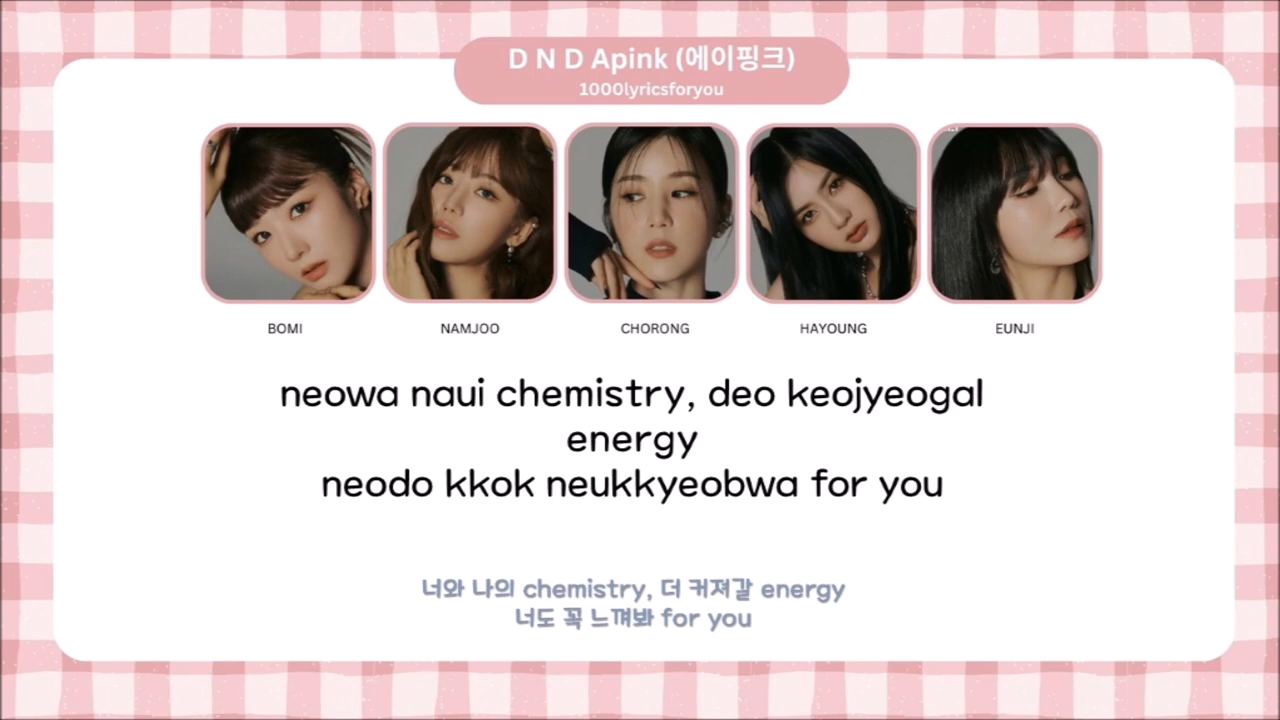 D N D Apink (에이핑크)
1000lyricsforyou
BOMI NAMJOO CHORONG HAYOUNG EUNJI
neowa naui chemistry, deo keojyeogal
energy
neodo kkok neukkyeobwa for you
너와 나의 chemistry, 더 커져갈 energy
너도 꼭 느껴봐 for you